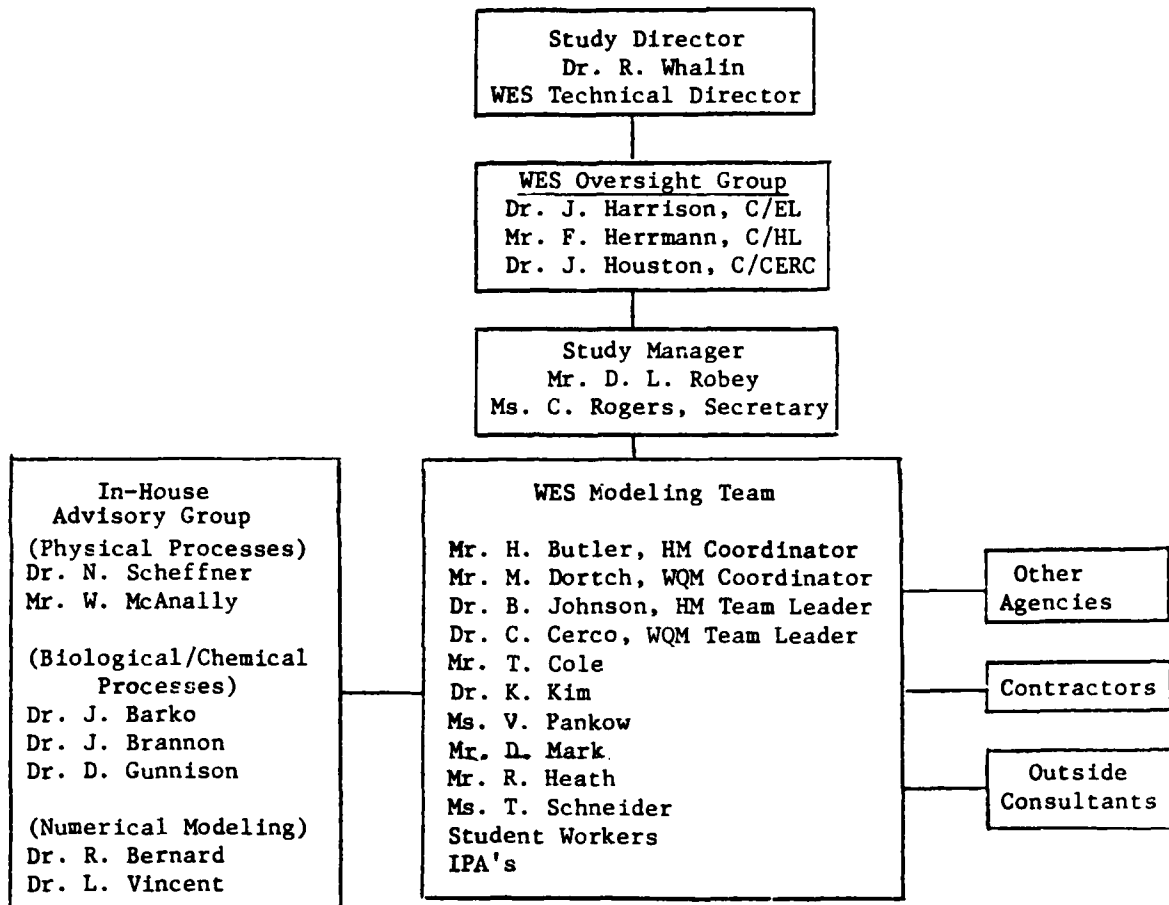 Study Director
Dr. R. Whalin
WES Technical Director
WES Oversight Group
Dr. J. Harrison, C/EL
Mr. F. Herrmann, C/HL
Dr. J. Houston, C/CERC
Study Manager
Mr. D. L. Robey
Ms. C. Rogers, Secretary
In-House
Advisory Group
(Physical Processes)
Dr. N. Scheffner
Mr. W. McAnally
(Biological/Chemical
Processes)
Dr. J. Barko
Dr. J. Brannon
Dr. D. Gunnison
(Numerical Modeling)
Dr. R. Bernard
Dr. L. Vincent
WES Modeling Team
Mr. H. Butler, HM Coordinator
Mr. M. Dortch, WQM Coordinator
Dr. B. Johnson, HM Team Leader
Dr. C. Cerco, WQM Team Leader
Mr. T. Cole
Dr. K. Kim
Ms. V. Pankow
Mr. D. Mark
Mr. R. Heath
Ms. T. Schneider
Student Workers
IPA's
Other
Agencies
Contractors
Outside
Consultants